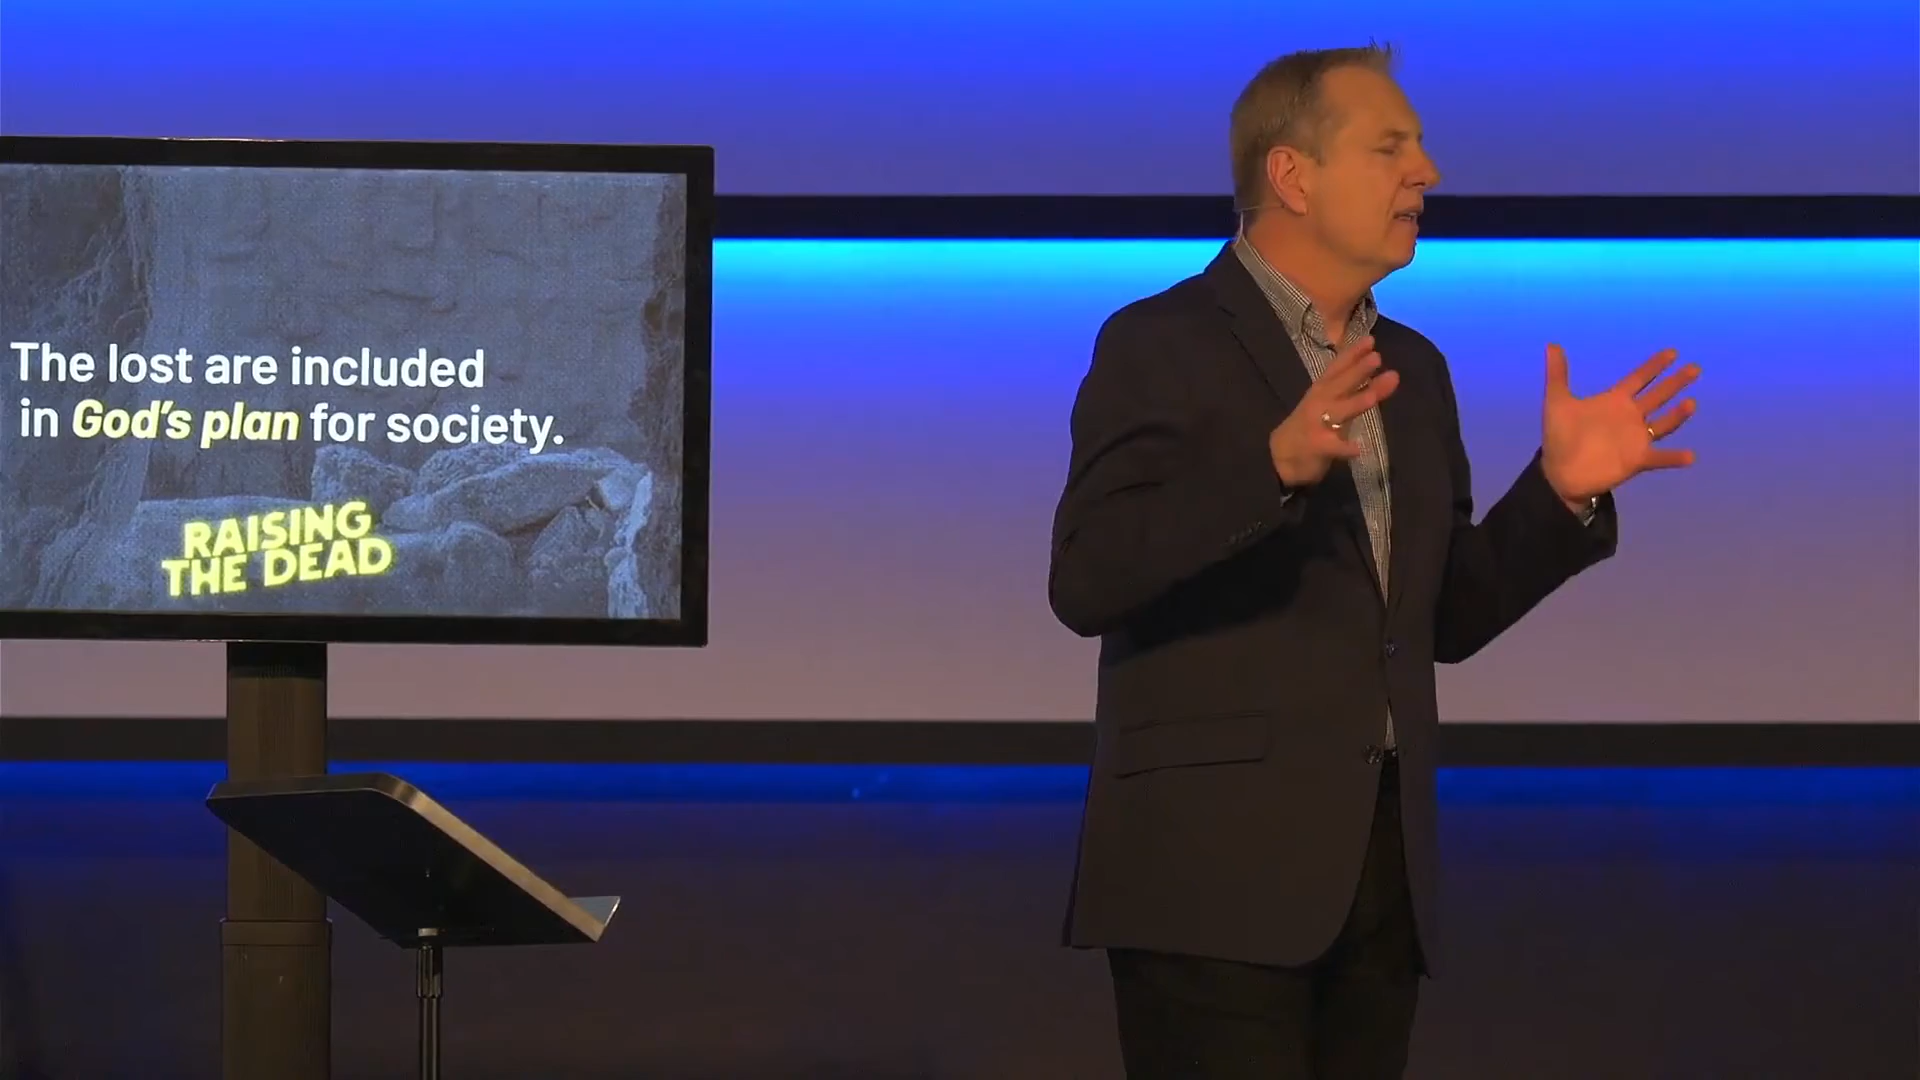 The lost are included
in God's plan for society.
RAISING
THE DEAD